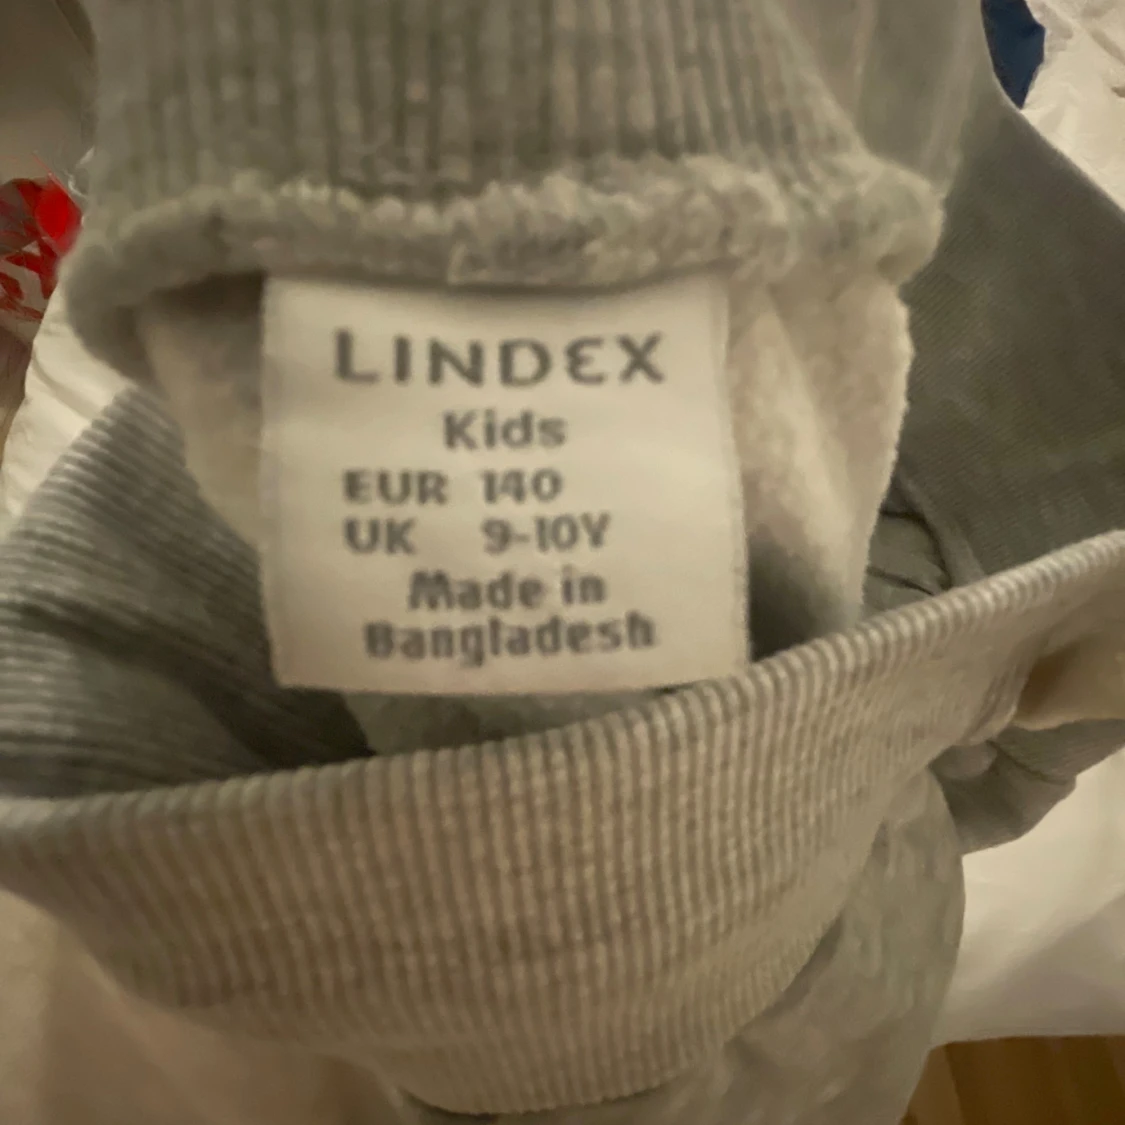 LINDEX
Kids
EUR 140
UK 9-10Y
Made in
Bangladesh